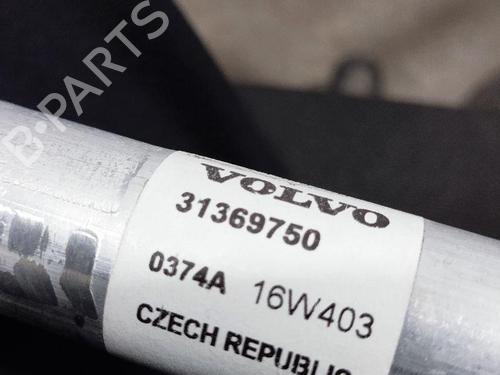 B-PARTS
VOLVO
31369750
0374A 16W403
CZECH REPUBLIC